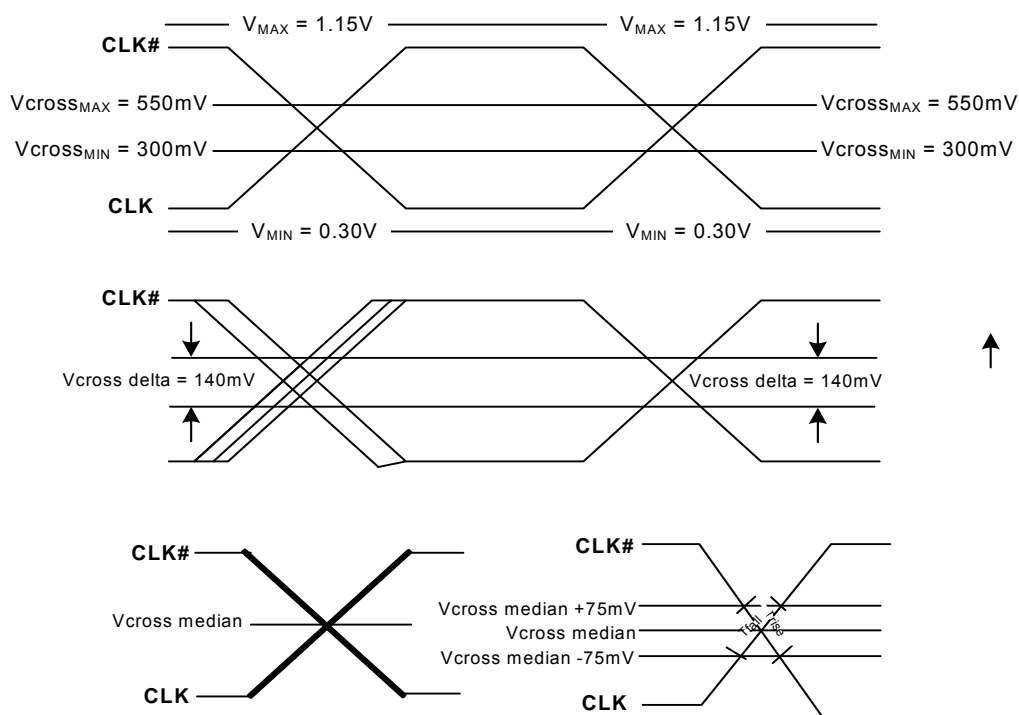 V_MAX = 1.15V V_MAX = 1.15V
CLK#
Vcross_MAX = 550mV Vcross_MAX = 550mV
Vcross_MIN = 300mV Vcross_MIN = 300mV
CLK
V_MIN = 0.30V V_MIN = 0.30V
CLK#
Vcross delta = 140mV Vcross delta = 140mV
CLK#
Vcross median
CLK
CLK#
Vcross median +75mV
Tfall Trise
Vcross median
Vcross median -75mV
CLK